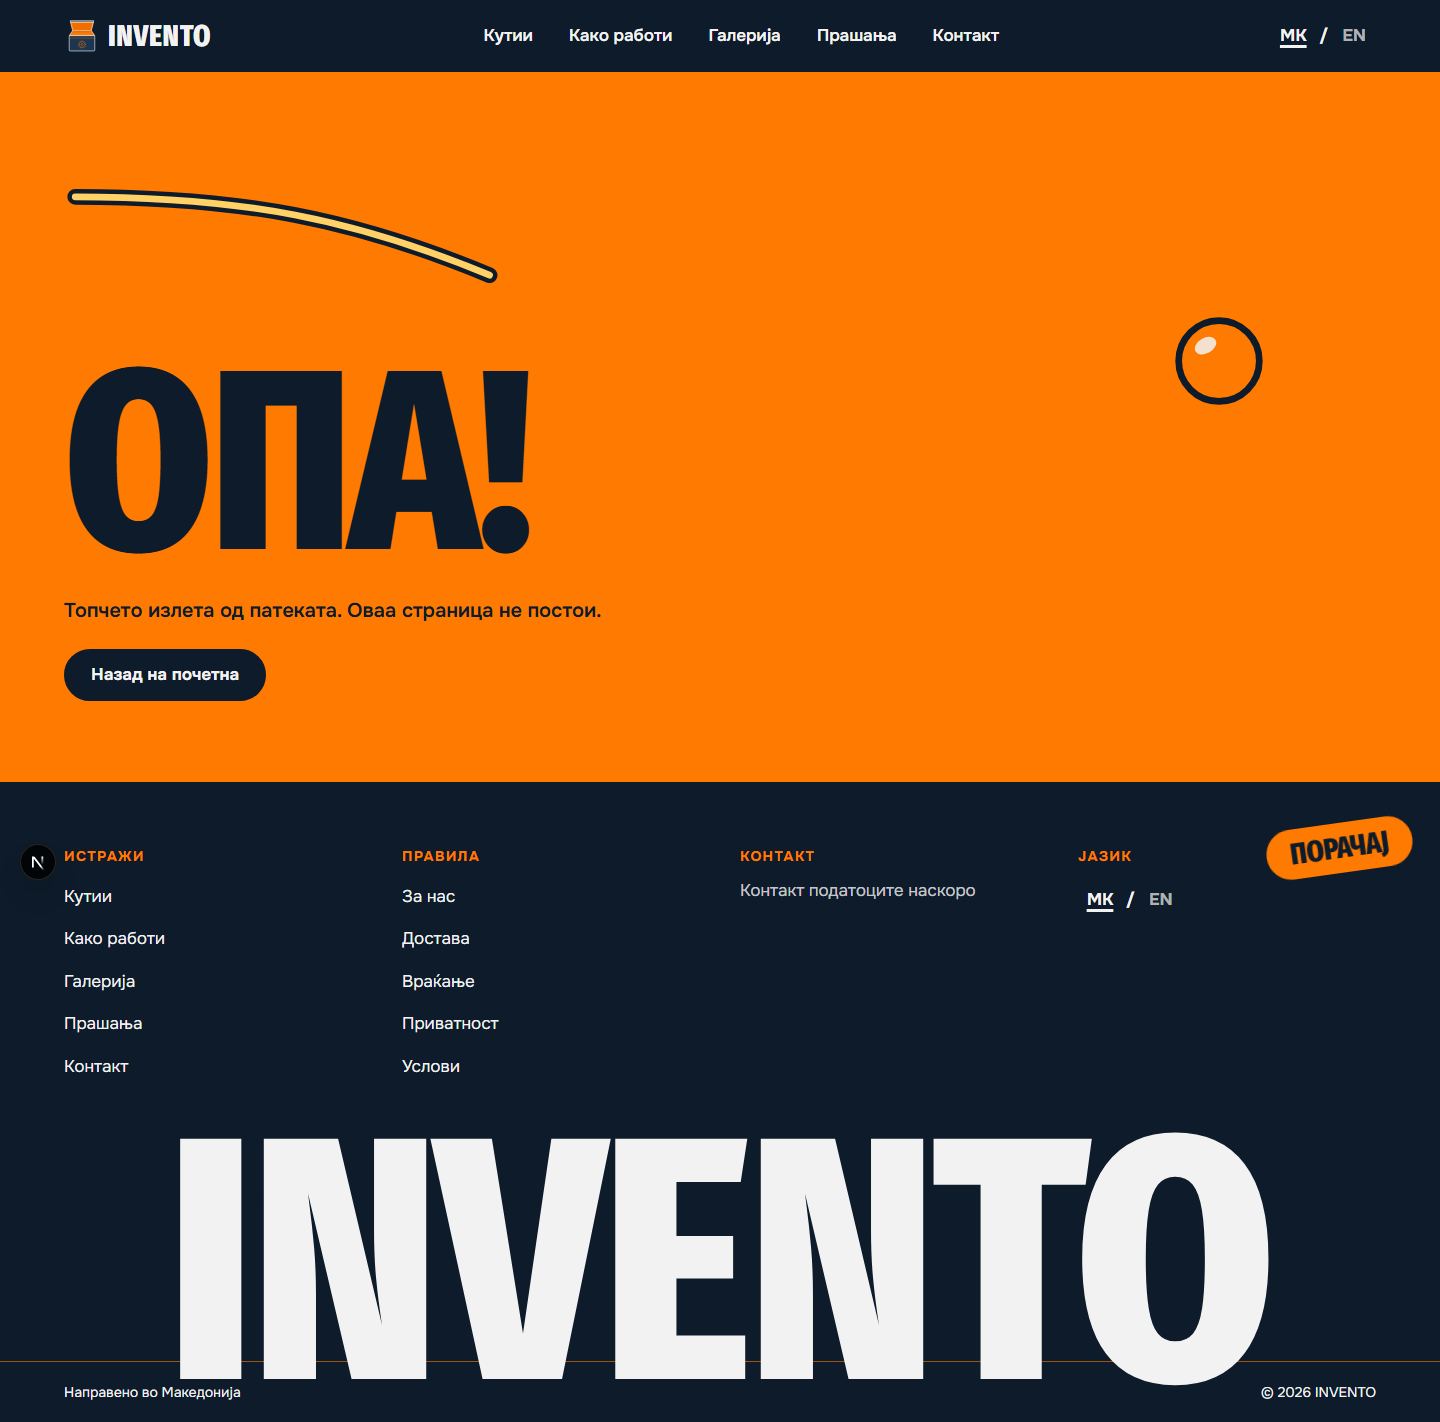 INVENTO
Кутии Како работи Галерија Прашања Контакт
МК / EN
ОПА!
Топчето излета од патеката. Оваа страница не постои.
Назад на почетна
ПОРАЧАЈ
N
ИСТРАЖИ
Кутии
Како работи
Галерија
Прашања
Контакт
ПРАВИЛА
За нас
Достава
Враќање
Приватност
Услови
КОНТАКТ
Контакт податоците наскоро
ЈАЗИК
МК / EN
INVENTO
Направено во Македонија
© 2026 INVENTO